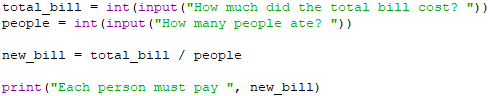 total_bill = int(input("How much did the total bill cost? "))
people = int(input("How many people ate? "))
new_bill = total_bill / people
print("Each person must pay ", new_bill)